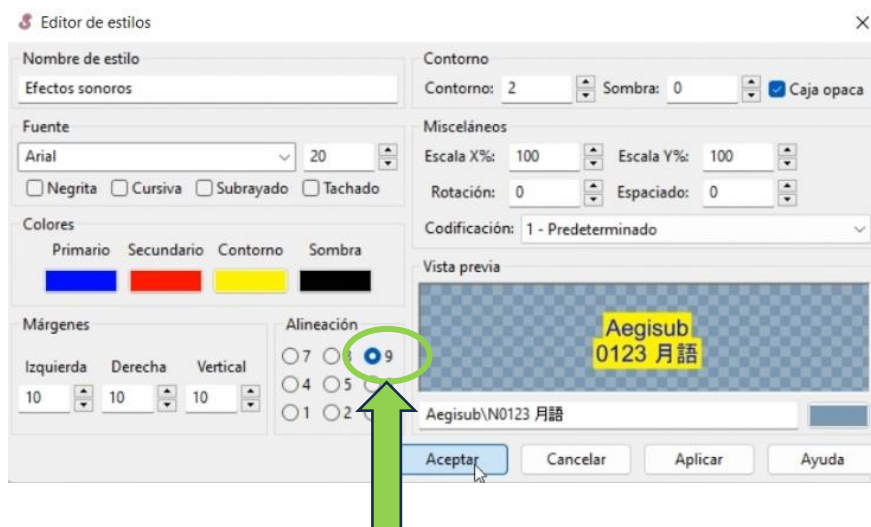 Editor de estilos
Nombre de estilo
Efectos sonoros
Fuente
Arial 20
Negrita Cursiva Subrayado Tachado
Colores
Primario Secundario Contorno Sombra
Márgenes
Izquierda Derecha Vertical
10 10 10
Alineación
7 9
4 5
1 2
Contorno
Contorno: 2 Sombra: 0 Caja opaca
Misceláneos
Escala X%: 100 Escala Y%: 100
Rotación: 0 Espaciado: 0
Codificación: 1 - Predeterminado
Vista previa
Aegisub
0123 月語
Aegisub\N0123 月語
Aceptar Cancelar Aplicar Ayuda